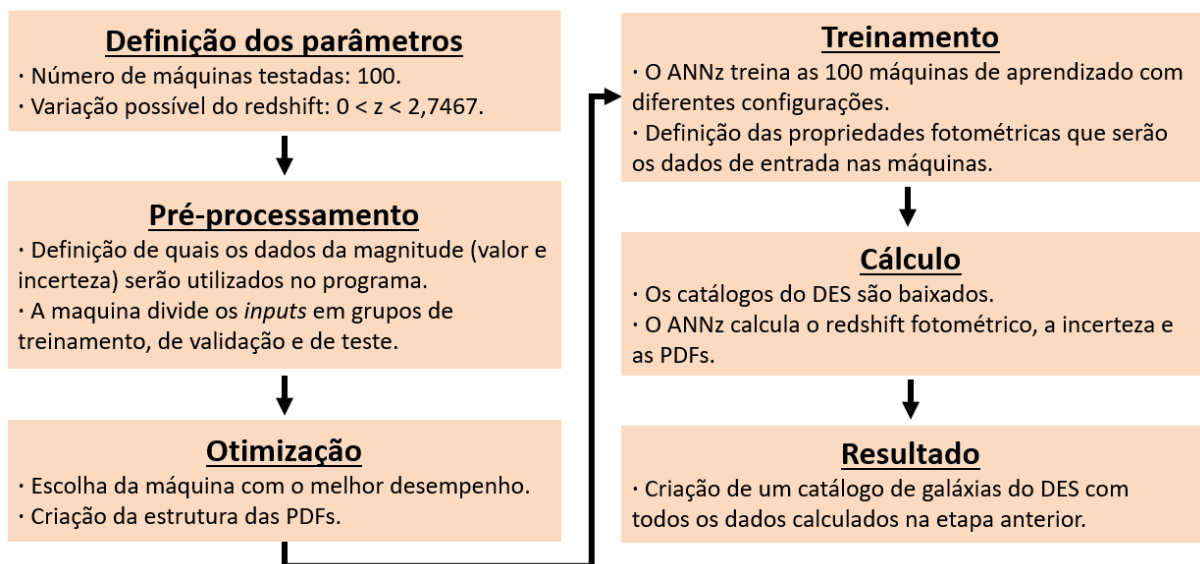 Definição dos parâmetros
· Número de máquinas testadas: 100.
· Variação possível do redshift: 0 < z < 2,7467.
Pré-processamento
· Definição de quais os dados da magnitude (valor e
incerteza) serão utilizados no programa.
· A maquina divide os inputs em grupos de
treinamento, de validação e de teste.
Otimização
· Escolha da máquina com o melhor desempenho.
· Criação da estrutura das PDFs.
Treinamento
· O ANNz treina as 100 máquinas de aprendizado com
diferentes configurações.
· Definição das propriedades fotométricas que serão
os dados de entrada nas máquinas.
Cálculo
· Os catálogos do DES são baixados.
· O ANNz calcula o redshift fotométrico, a incerteza e
as PDFs.
Resultado
· Criação de um catálogo de galáxias do DES com
todos os dados calculados na etapa anterior.